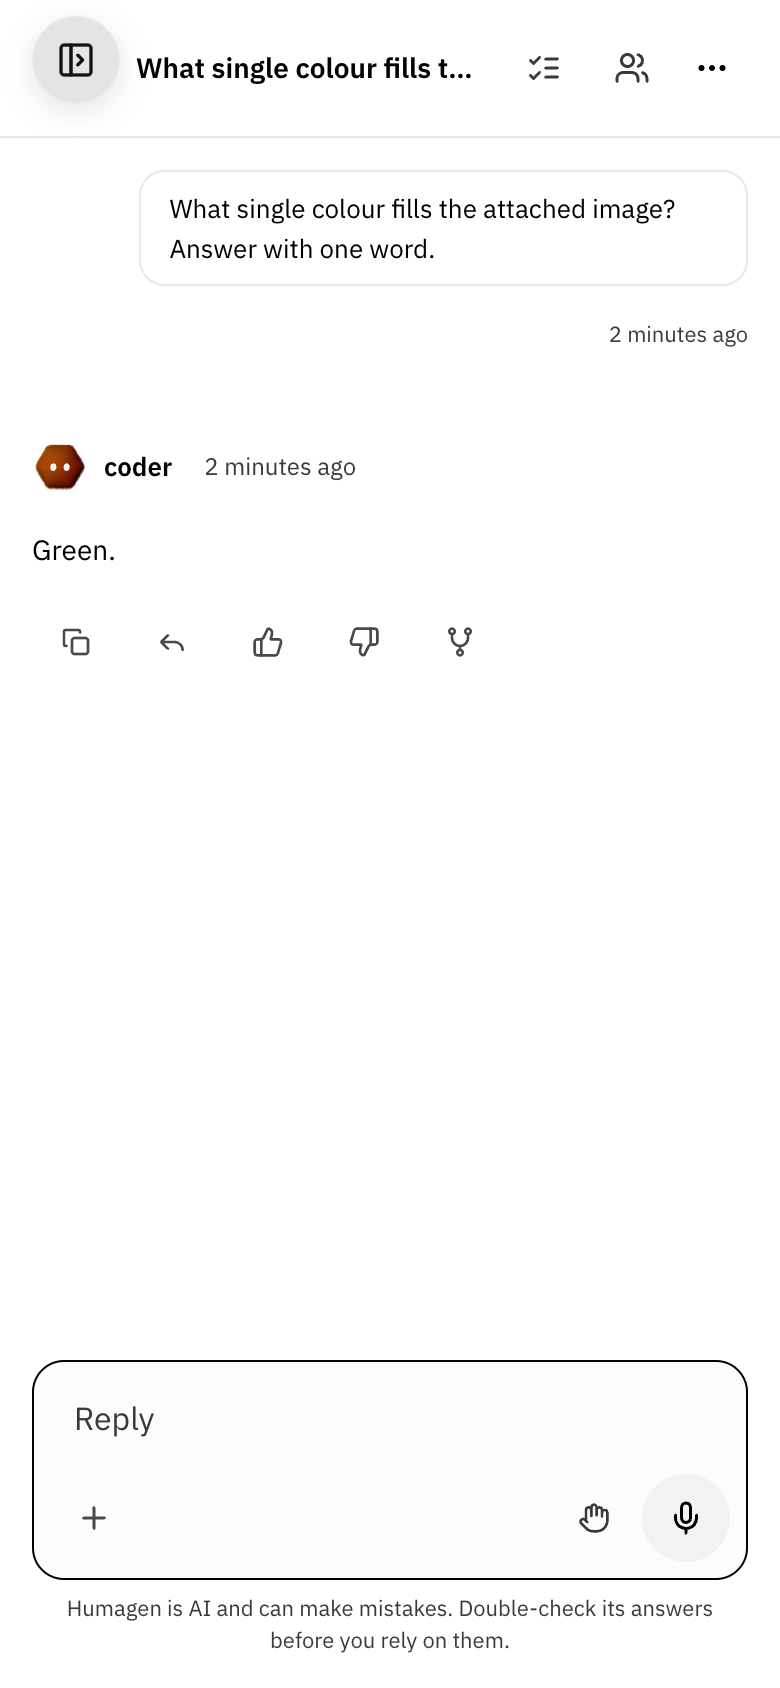 What single colour fills t...
What single colour fills the attached image?
Answer with one word.
2 minutes ago
coder 2 minutes ago
Green.
Reply
Humagen is AI and can make mistakes. Double-check its answers
before you rely on them.